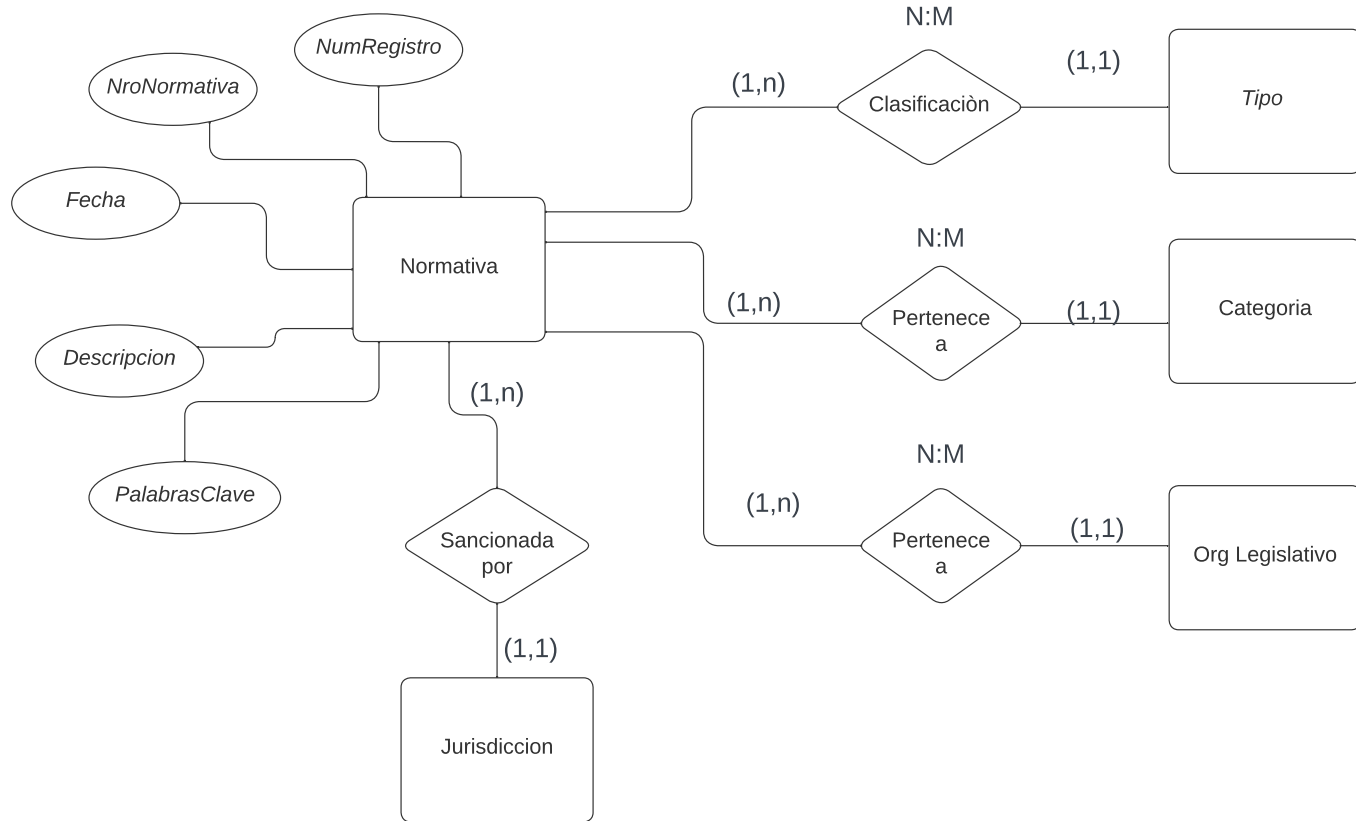 N:M
NumRegistro
(1,n)
(1,1)
NroNormativa
Clasificaciòn
Tipo
Fecha
N:M
Normativa
(1,n)
Pertenece
a
(1,1)
Categoria
Descripcion
(1,n)
N:M
PalabrasClave
(1,n)
Pertenece
a
(1,1)
Org Legislativo
Sancionada
por
(1,1)
Jurisdiccion